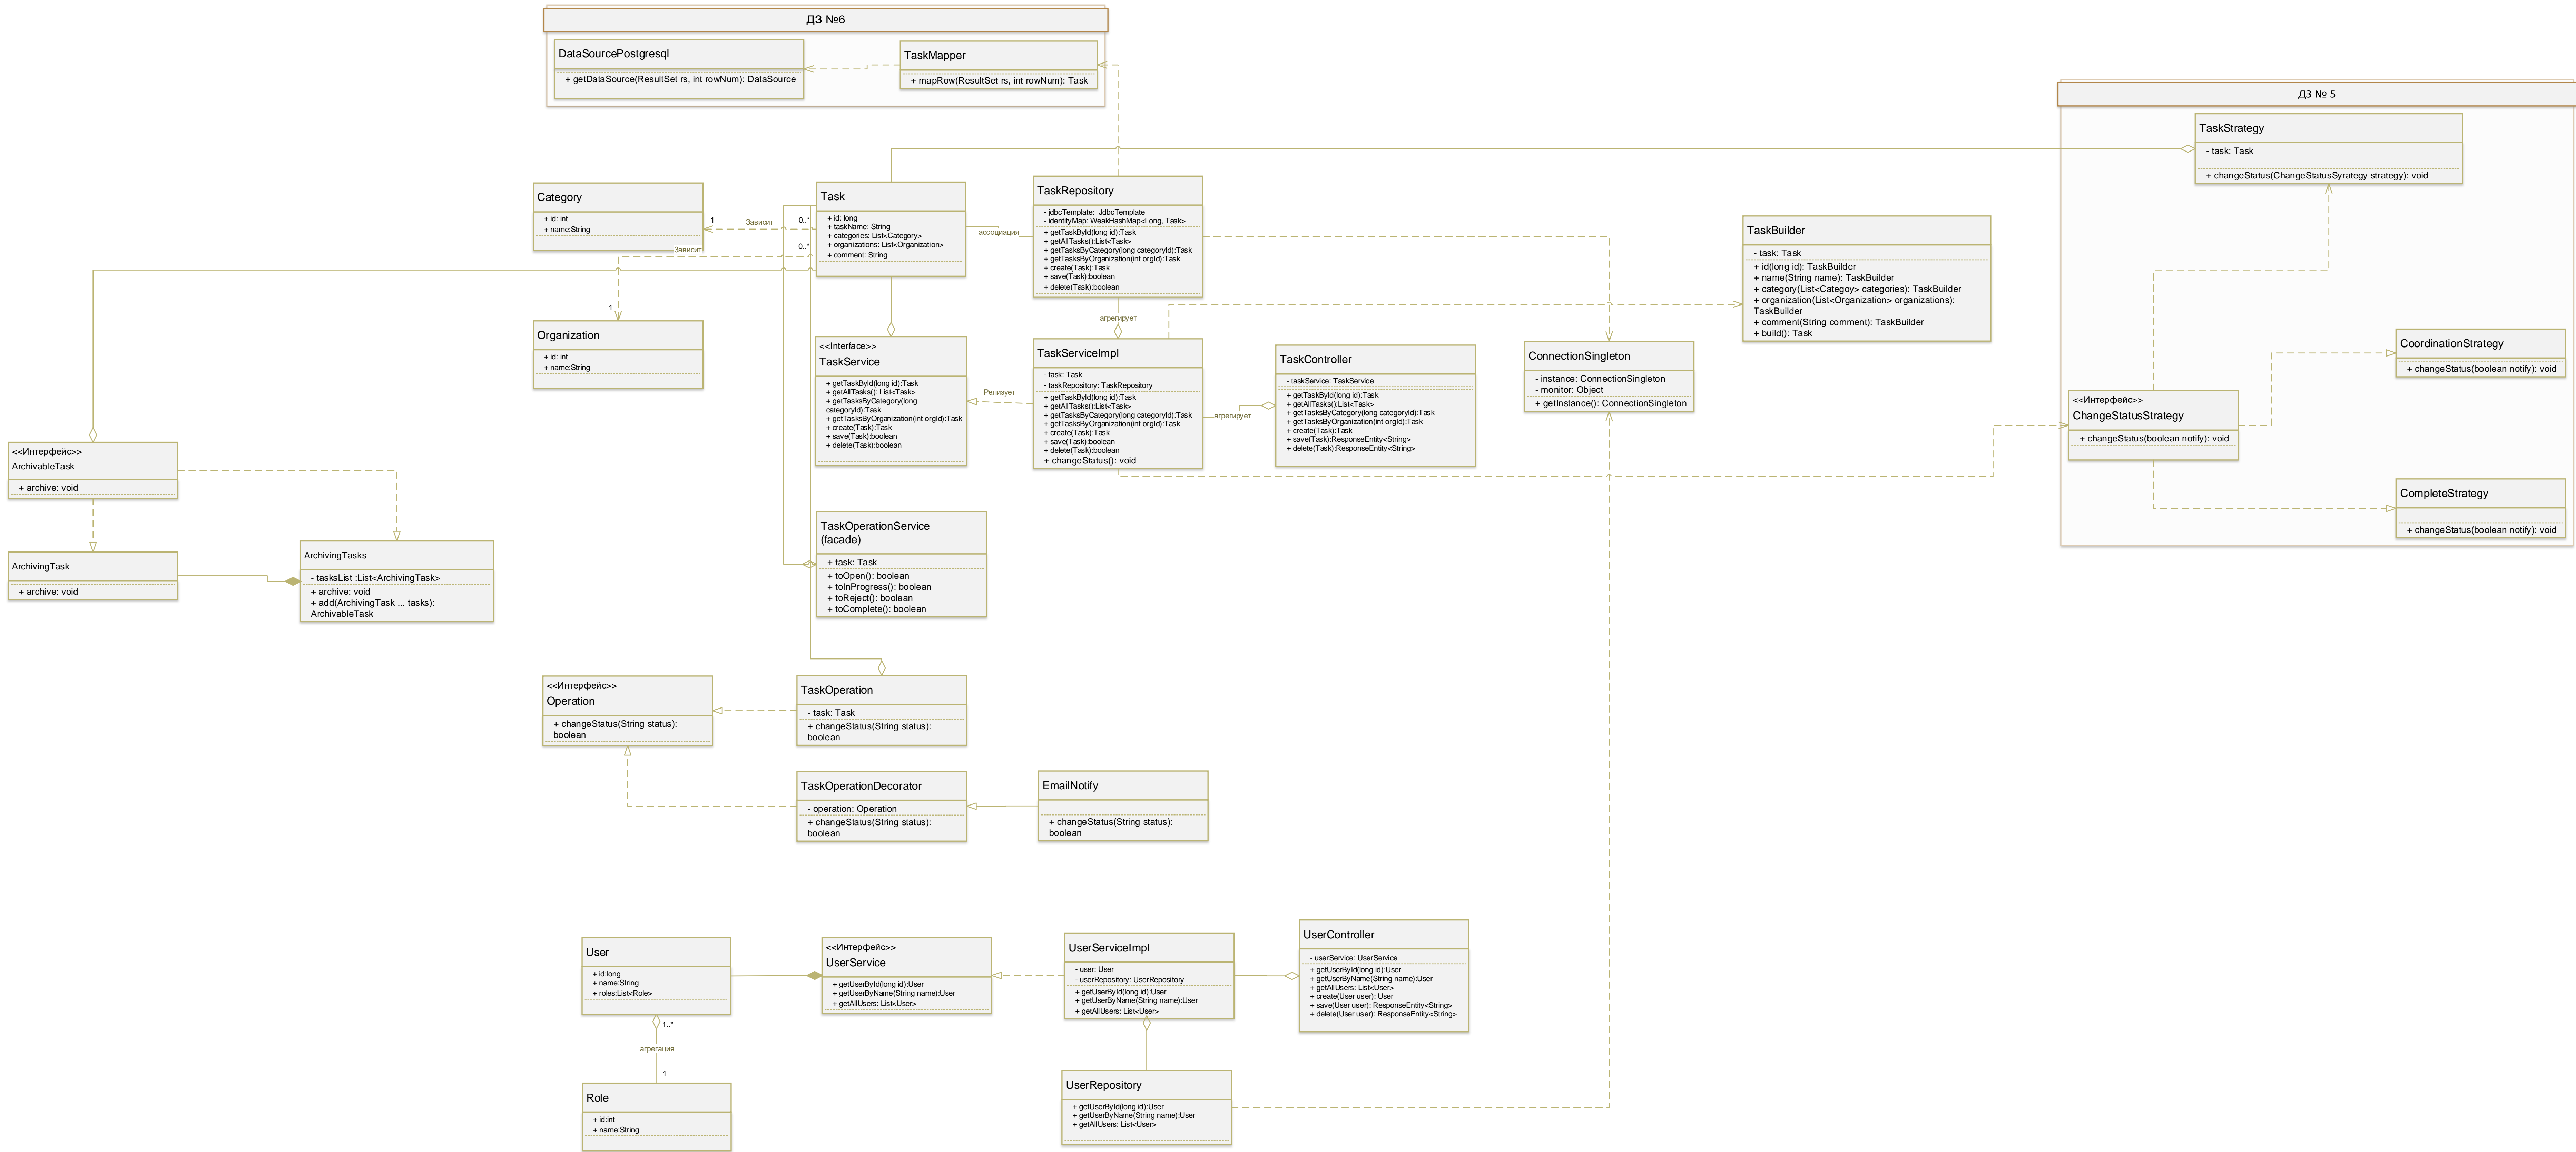 ДЗ №6
DataSourcePostgresql
+ getDataSource(ResultSet rs, int rowNum): DataSource
TaskMapper
+ mapRow(ResultSet rs, int rowNum): Task
ДЗ № 5
TaskStrategy
- task: Task
+ changeStatus(ChangeStatusSyrategy strategy): void
Category
+ id: int
+ name:String
1
Зависит
0..*
Зависит
0..*
1
Task
+ id: long
+ taskName: String
+ categories: List<Category>
+ organizations: List<Organization>
+ comment: String
ассоциация
TaskRepository
- jdbcTemplate:  JdbcTemplate
- identityMap: WeakHashMap<Long, Task>
+ getTaskById(long id):Task
+ getAllTasks():List<Task>
+ getTasksByCategory(long categoryId):Task
+ getTasksByOrganization(int orgId):Task
+ create(Task):Task
+ save(Task):boolean
+ delete(Task):boolean
агрегирует
TaskBuilder
- task: Task
+ id(long id): TaskBuilder
+ name(String name): TaskBuilder
+ category(List<Categoy> categories): TaskBuilder
+ organization(List<Organization> organizations):
TaskBuilder
+ comment(String comment): TaskBuilder
+ build(): Task
Organization
+ id: int
+ name:String
<<Interface>>
TaskService
+ getTaskById(long id):Task
+ getAllTasks(): List<Task>
+ getTasksByCategory(long
categoryId):Task
+ getTasksByOrganization(int orgId):Task
+ create(Task):Task
+ save(Task):boolean
+ delete(Task):boolean
Репизует
TaskServiceImpl
- task: Task
- taskRepository: TaskRepository
+ getTaskById(long id):Task
+ getAllTasks():List<Task>
+ getTasksByCategory(long categoryId):Task
+ getTasksByOrganization(int orgId):Task
+ create(Task):Task
+ save(Task):boolean
+ delete(Task):boolean
+ changeStatus(): void
агрегирует
TaskController
- taskService: TaskService
+ getTaskById(long id):Task
+ getAllTasks():List<Task>
+ getTasksByCategory(long categoryId):Task
+ getTasksByOrganization(int orgId):Task
+ create(Task):Task
+ save(Task):ResponseEntity<String>
+ delete(Task):ResponseEntity<String>
ConnectionSingleton
- instance: ConnectionSingleton
- monitor: Object
+ getInstance(): ConnectionSingleton
CoordinationStrategy
+ changeStatus(boolean notify): void
<<Интерфейс>>
ChangeStatusStrategy
+ changeStatus(boolean notify): void
CompleteStrategy
+ changeStatus(boolean notify): void
<<Интерфейс>>
ArchivableTask
+ archive: void
ArchivingTask
+ archive: void
ArchivingTasks
- tasksList :List<ArchivingTask>
+ archive: void
+ add(ArchivingTask ... tasks):
ArchivableTask
TaskOperationService
(facade)
+ task: Task
+ toOpen(): boolean
+ toInProgress(): boolean
+ toReject(): boolean
+ toComplete(): boolean
<<Интерфейс>>
Operation
+ changeStatus(String status):
boolean
TaskOperation
- task: Task
+ changeStatus(String status):
boolean
TaskOperationDecorator
- operation: Operation
+ changeStatus(String status):
boolean
EmailNotify
+ changeStatus(String status):
boolean
User
+ id:long
+ name:String
+ roles:List<Role>
1..*
агрегация
1
Role
+ id:int
+ name:String
<<Интерфейс>>
UserService
+ getUserById(long id):User
+ getUserByName(String name):User
+ getAllUsers: List<User>
UserServiceImpl
- user: User
- userRepository: UserRepository
+ getUserById(long id):User
+ getUserByName(String name):User
+ getAllUsers: List<User>
UserController
- userService: UserService
+ getUserById(long id):User
+ getUserByName(String name):User
+ getAllUsers: List<User>
+ create(User user): User
+ save(User user): ResponseEntity<String>
+ delete(User user): ResponseEntity<String>
UserRepository
+ getUserById(long id):User
+ getUserByName(String name):User
+ getAllUsers: List<User>